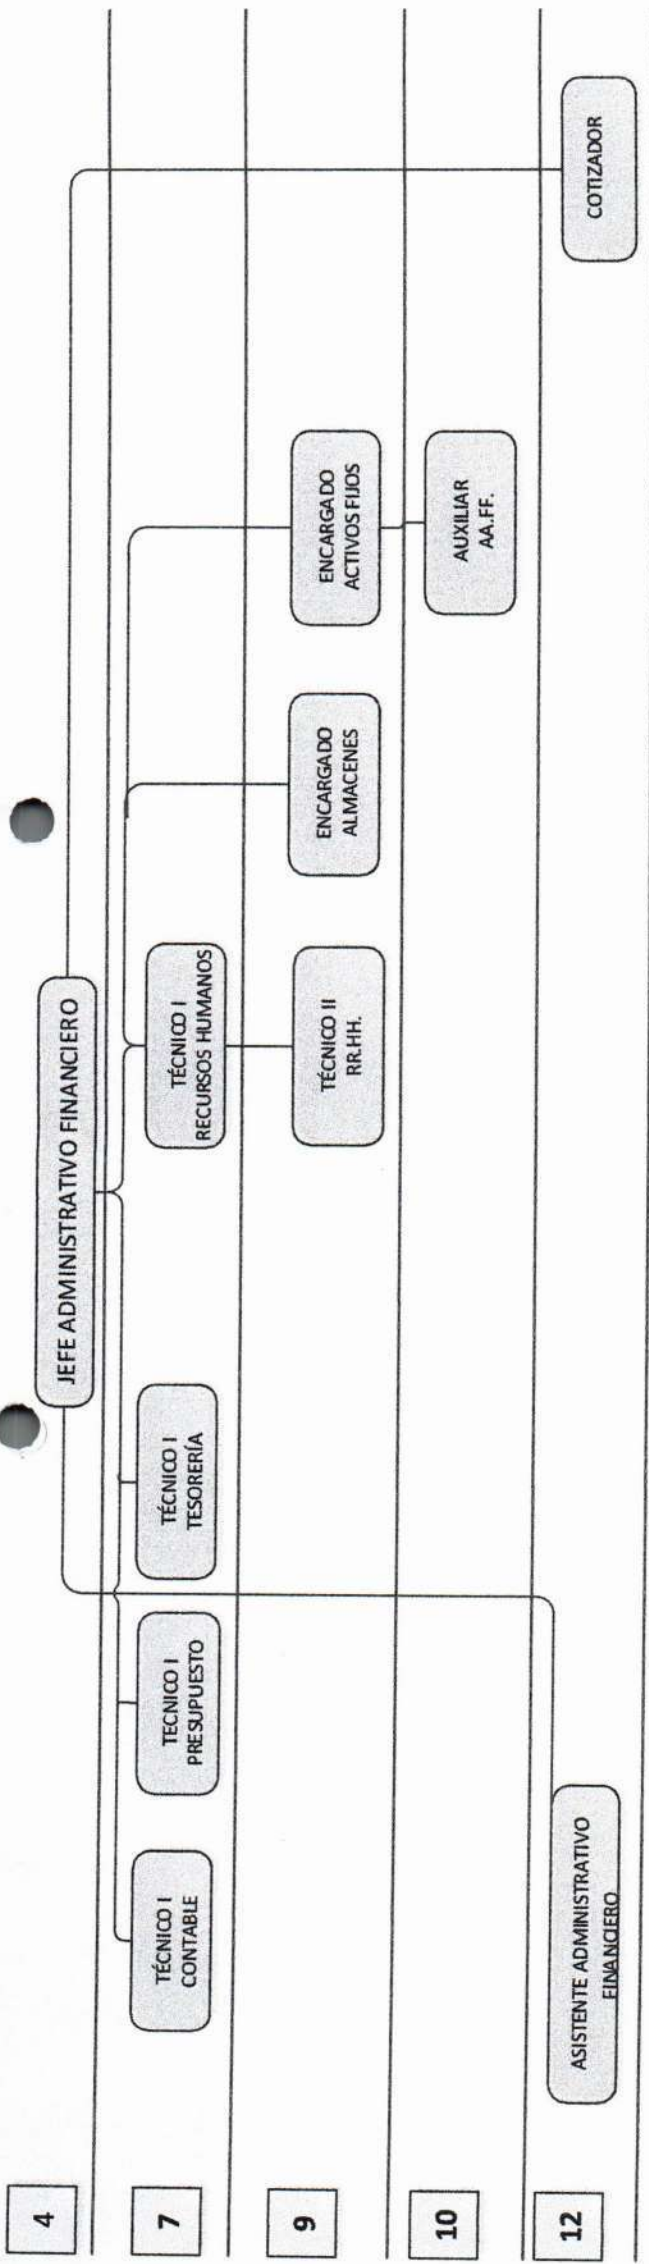 4
JEFE ADMINISTRATIVO FINANCIERO
7
TÉCNICO I
CONTABLE
TECNICO I
PRESUPUESTO
TÉCNICO I
TESORERÍA
TÉCNICO I
RECURSOS HUMANOS
9
TÉCNICO II
RR.HH.
ENCARGADO
ALMACENES
ENCARGADO
ACTIVOS FIJOS
10
AUXILIAR
AA.FF.
12
ASISTENTE ADMINISTRATIVO
FINANCIERO
COTIZADOR